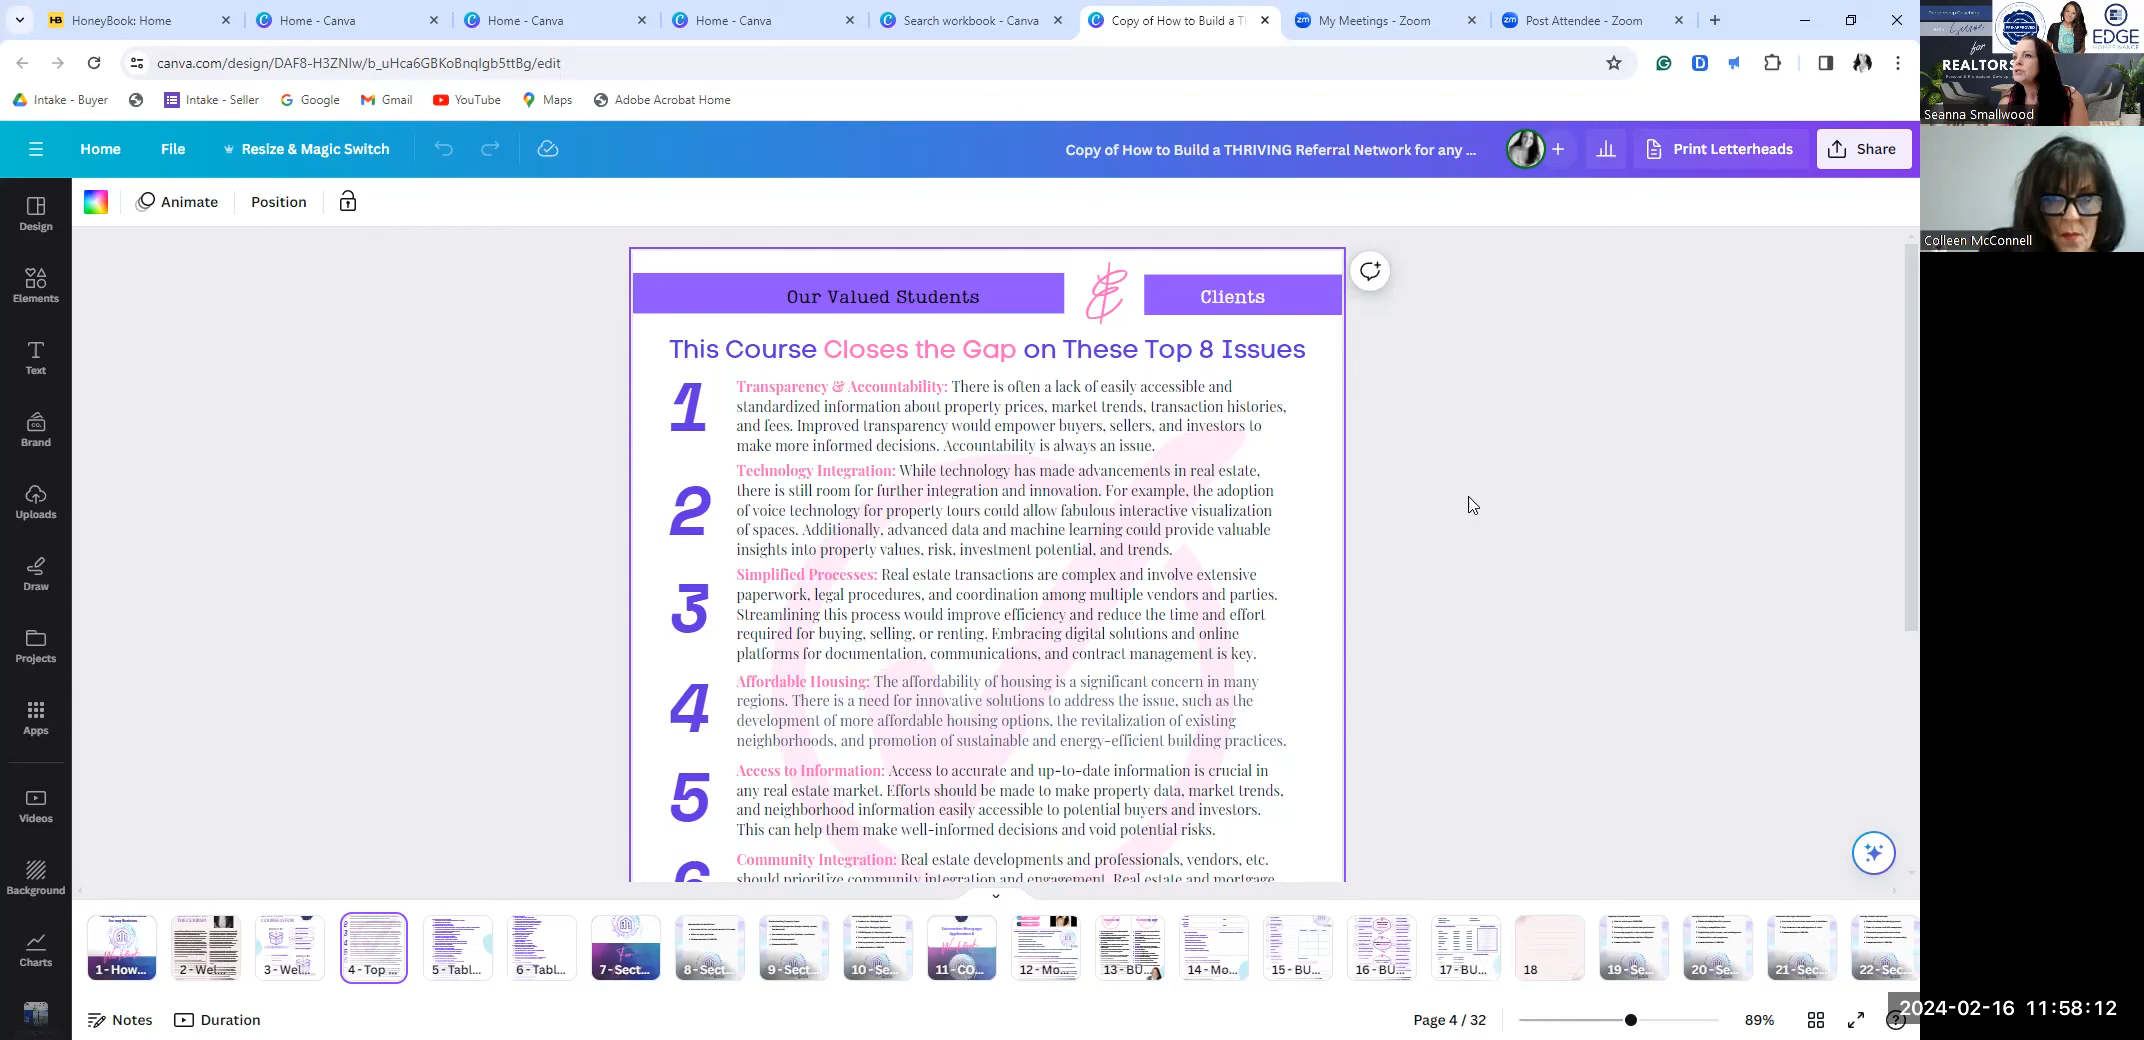 HoneyBook: Home
Home - Canva
Home - Canva
Home - Canva
Search workbook - Canva
Copy of How to Build a T
My Meetings - Zoom
Post Attendee - Zoom
canva.com/design/DAF8-H3ZNlw/b_uHca6GBKoBnqlgb5ttBg/edit
Intake - Buyer
Intake - Seller
Google
Gmail
YouTube
Maps
Adobe Acrobat Home
Home
File
Resize & Magic Switch
Copy of How to Build a THRIVING Referral Network for any ...
Print Letterheads
Share
Animate
Position
Design
Elements
Text
Brand
Uploads
Draw
Projects
Apps
Videos
Background
Charts
Our Valued Students & Clients
This Course Closes the Gap on These Top 8 Issues
1
Transparency & Accountability: There is often a lack of easily accessible and
standardized information about property prices, market trends, transaction histories,
and fees. Improved transparency would empower buyers, sellers, and investors to
make more informed decisions. Accountability is always an issue.
2
Technology Integration: While technology has made advancements in real estate,
there is still room for further integration and innovation. For example, the adoption
of voice technology for property tours could allow fabulous interactive visualization
of spaces. Additionally, advanced data and machine learning could provide valuable
insights into property values, risk, investment potential, and trends.
3
Simplified Processes: Real estate transactions are complex and involve extensive
paperwork, legal procedures, and coordination among multiple vendors and parties.
Streamlining this process would improve efficiency and reduce the time and effort
required for buying, selling, or renting. Embracing digital solutions and online
platforms for documentation, communications, and contract management is key.
4
Affordable Housing: The affordability of housing is a significant concern in many
regions. There is a need for innovative solutions to address the issue, such as the
development of more affordable housing options, the revitalization of existing
neighborhoods, and promotion of sustainable and energy-efficient building practices.
5
Access to Information: Access to accurate and up-to-date information is crucial in
any real estate market. Efforts should be made to make property data, market trends,
and neighborhood information easily accessible to potential buyers and investors.
This can help them make well-informed decisions and void potential risks.
6
Community Integration: Real estate developments and professionals, vendors, etc.
should prioritize community integration and engagement. Real estate and mortgage
1 - How...
2 - Wel...
3 - Wel...
4 - Top ...
5 - Tabl...
6 - Tabl...
7 - Sect...
8 - Sect...
9 - Sect...
10 - Se...
11 - CO...
12 - Mo...
13 - BU...
14 - Mo...
15 - BU...
16 - BU...
17 - BU...
18
19 - Se...
20 - Se...
21 - Sec...
22 - Sec...
Notes
Duration
Page 4 / 32
89%
EDGE
for
REALTORS
Seanna Smallwood
Colleen McConnell
2024-02-16 11:58:12